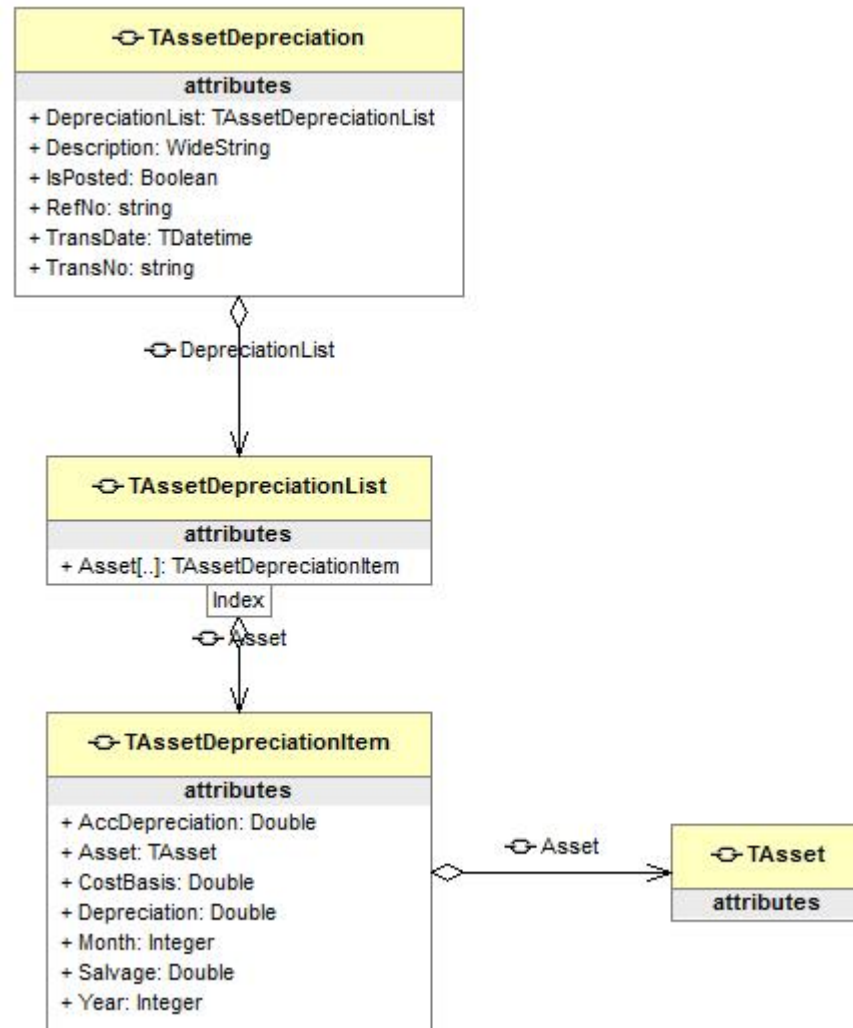 TAssetDepreciation
attributes
+ DepreciationList: TAssetDepreciationList
+ Description: WideString
+ IsPosted: Boolean
+ RefNo: string
+ TransDate: TDatetime
+ TransNo: string
DepreciationList
TAssetDepreciationList
attributes
+ Asset[..]: TAssetDepreciationItem
Index
Asset
TAssetDepreciationItem
attributes
+ AccDepreciation: Double
+ Asset: TAsset
+ CostBasis: Double
+ Depreciation: Double
+ Month: Integer
+ Salvage: Double
+ Year: Integer
Asset
TAsset
attributes